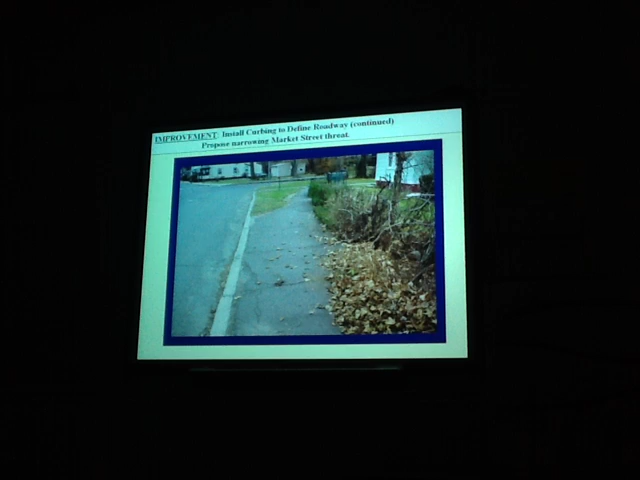 IMPROVEMENT: Install Curbing to Define Roadway (continued)
Propose narrowing Market Street throat.